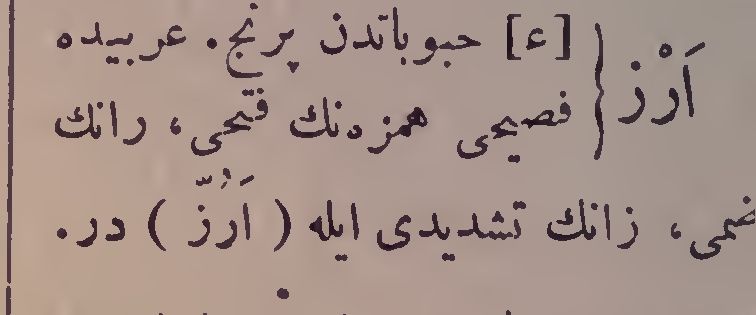 اَرْز } [ع] حبوباتدن پرنج. عربیده
فصیحی همزه‌نك فتحی، رانك
ضمی، زانك تشدیدی ایله ( اَرُزّ ) در.